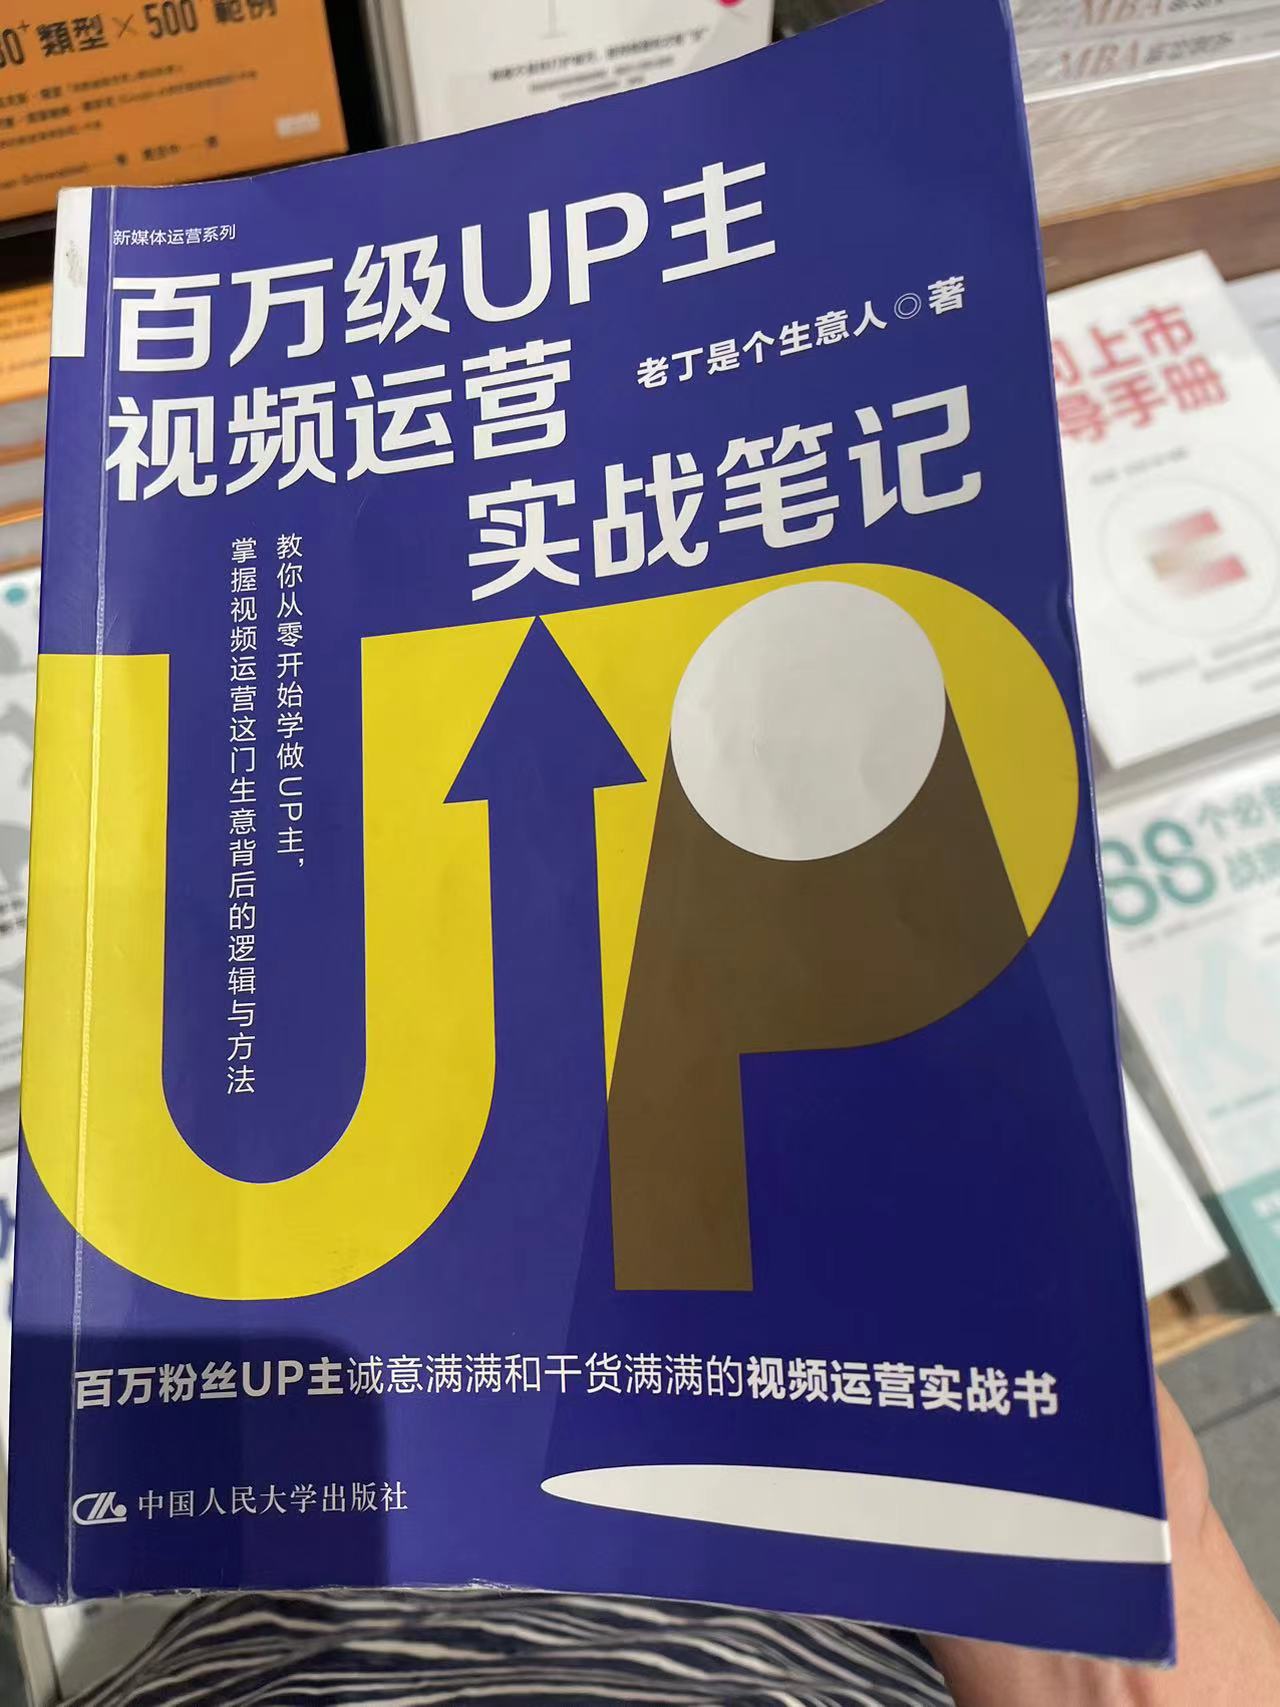 類型×500⁺範例
MBA
MBA
新媒体运营系列
百万级UP主
视频运营
老丁是个生意人◎著
实战笔记
教你从零开始学做UP主，
掌握视频运营这门生意背后的逻辑与方法
百万粉丝UP主诚意满满和干货满满的视频运营实战书
中国人民大学出版社
上市
手册
个必